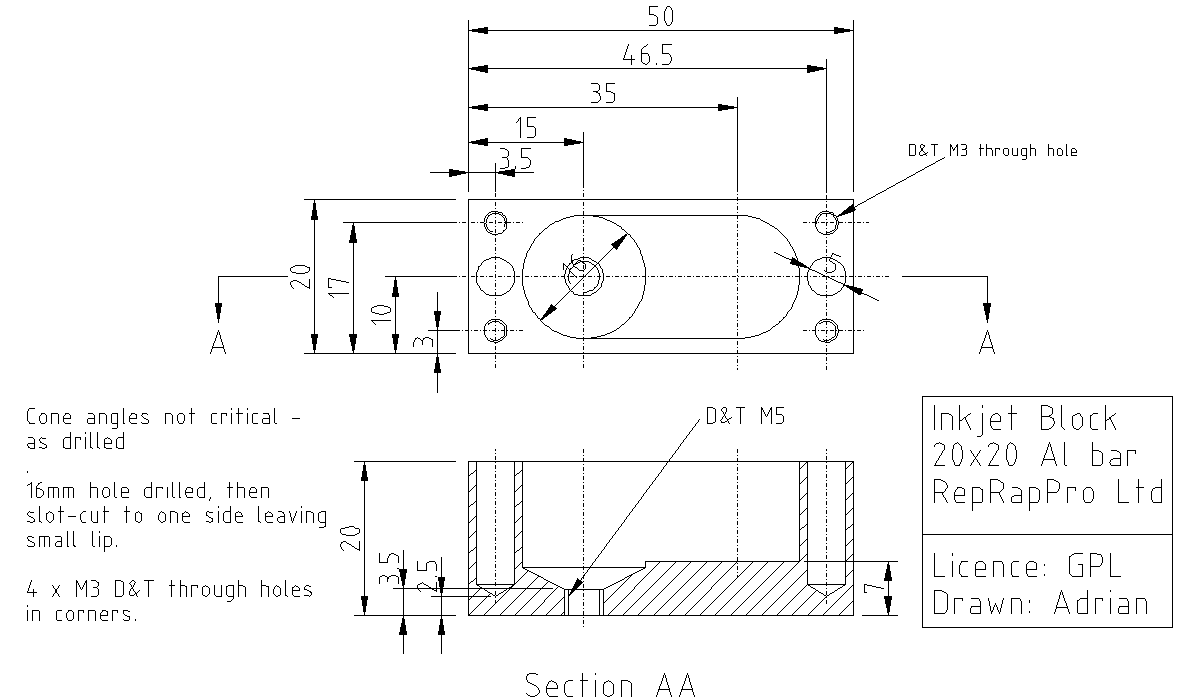 50
46.5
35
15
3.5
D&T M3 through hole
20
17
10
3
16
5
A
A
Cone angles not critical -
as drilled
.
16mm hole drilled, then
slot-cut to one side leaving
small lip.
4 x M3 D&T through holes
in corners.
D&T M5
20
3.5
2.5
7
Inkjet Block
20x20 Al bar
RepRapPro Ltd
Licence: GPL
Drawn: Adrian
Section AA